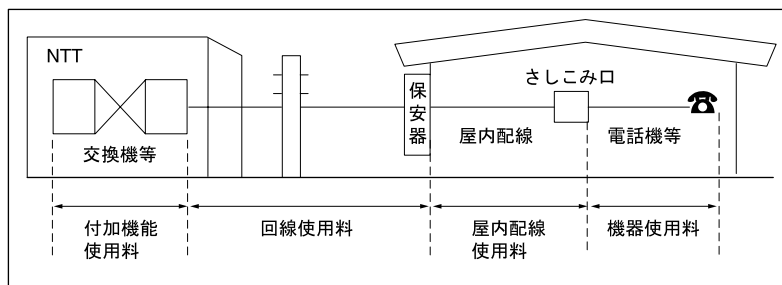 NTT
交換機等
保安器
さしこみ口
屋内配線
電話機等
付加機能
使用料
回線使用料
屋内配線
使用料
機器使用料